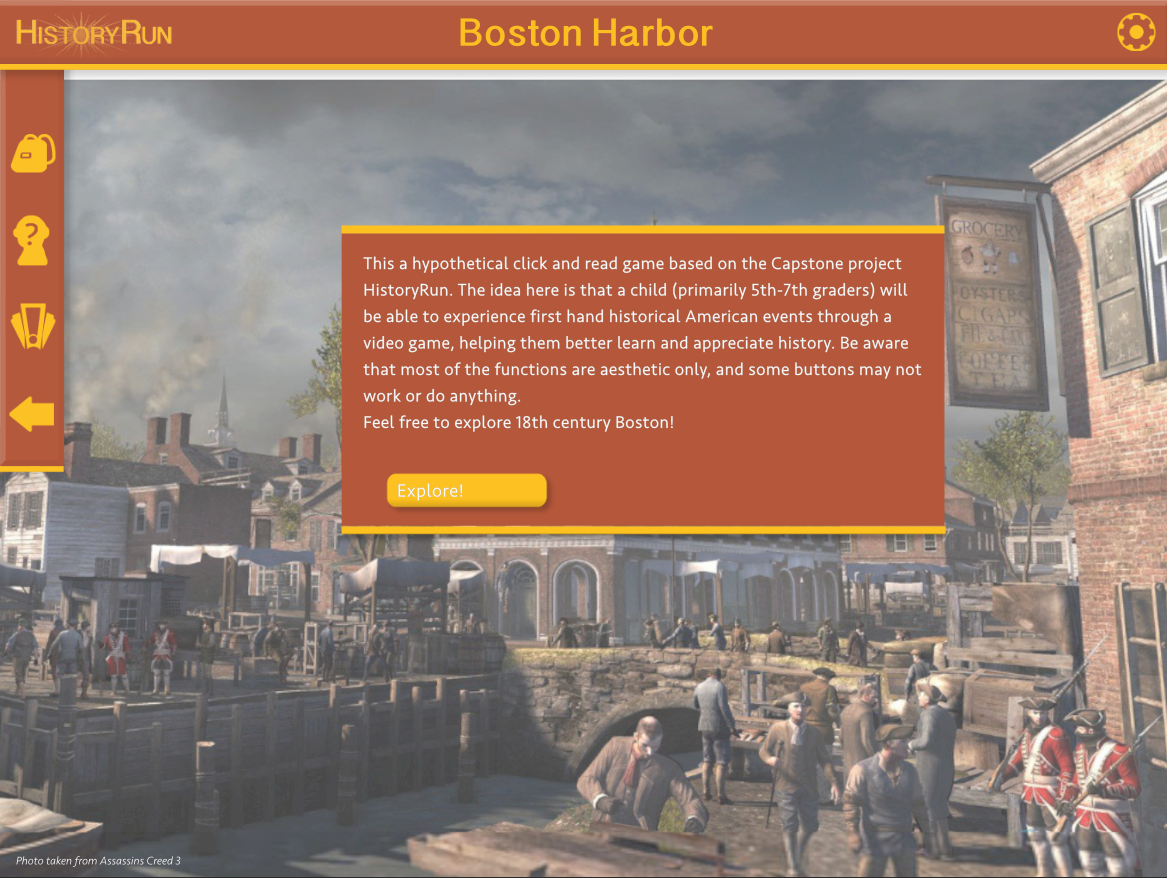 HISTORYRUN
Boston Harbor
This a hypothetical click and read game based on the Capstone project
HistoryRun. The idea here is that a child (primarily 5th-7th graders) will
be able to experience first hand historical American events through a
video game, helping them better learn and appreciate history. Be aware
that most of the functions are aesthetic only, and some buttons may not
work or do anything.
Feel free to explore 18th century Boston!
Explore!
?
GROCERY
OYSTERS
CIGARS
COFFEE
TEA
Photo taken from Assassins Creed 3